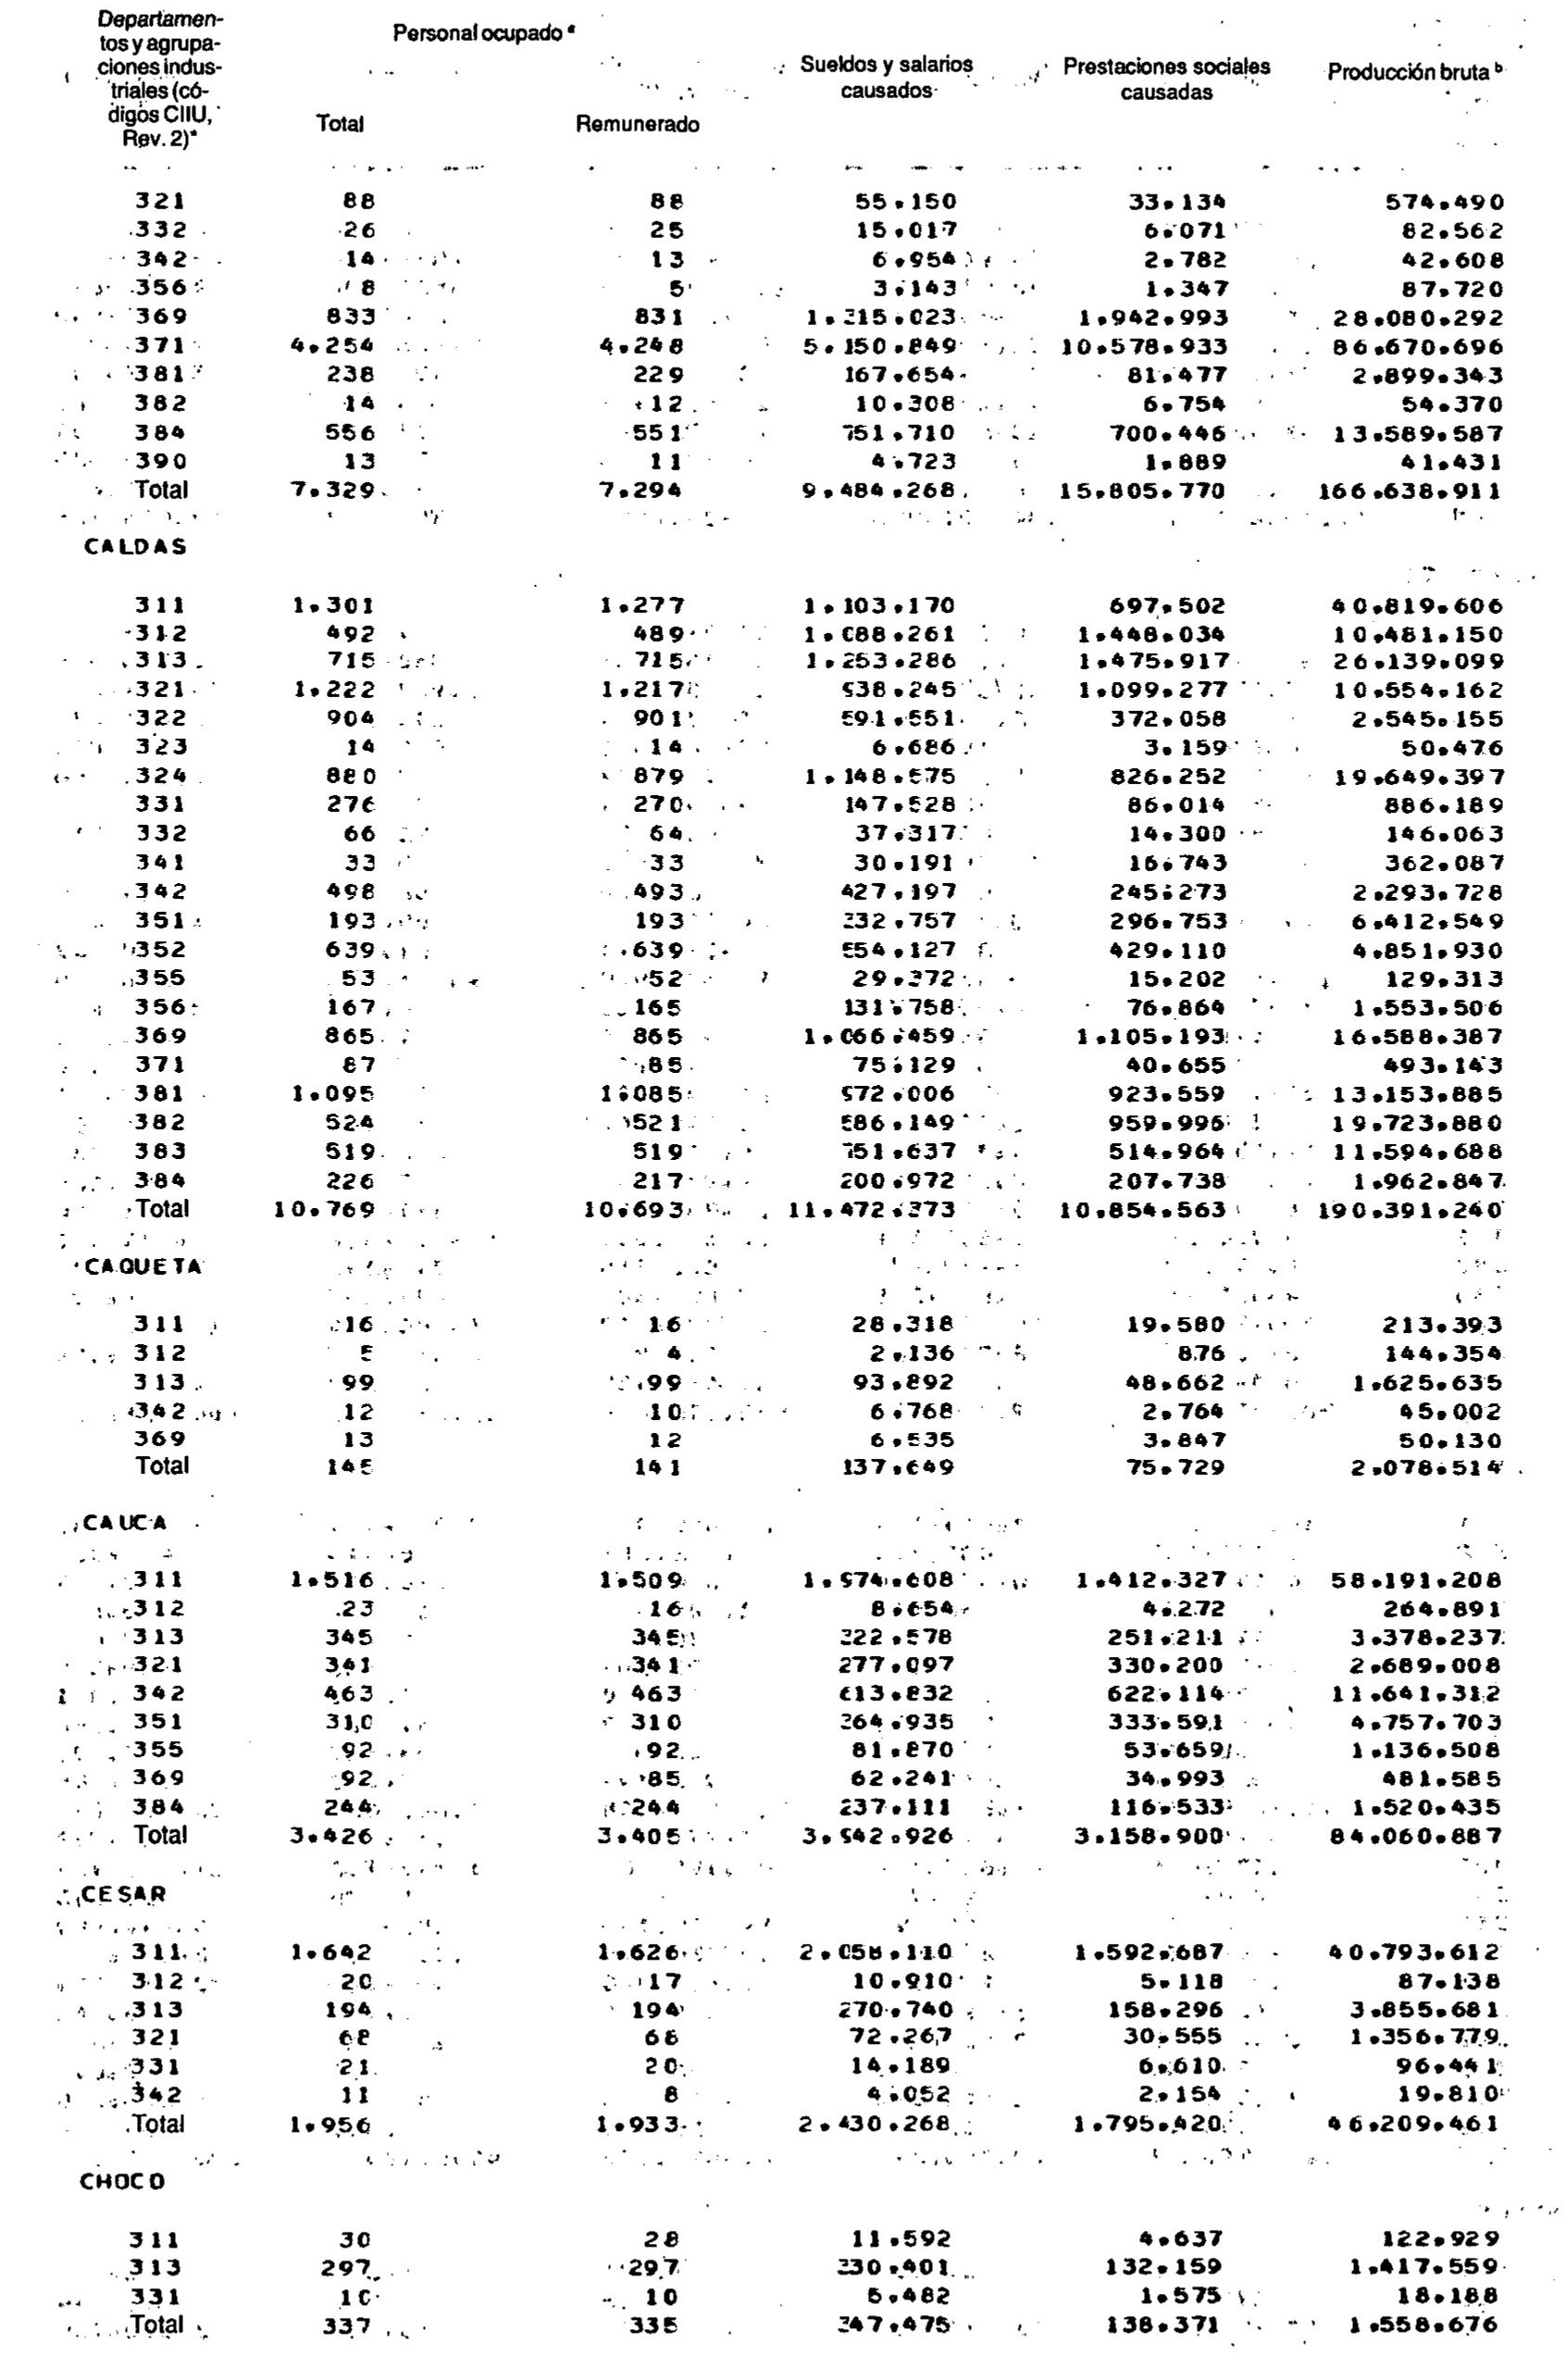 Departamen-
tos y agrupa-
ciones indus-
triales (có-
digos CIIU,
Rev. 2)*
Personal ocupado a
Total
Remunerado
Sueldos y salarios
causados
Prestaciones sociales
causadas
Producción bruta b
321 88 88 55.150 33.134 574.490
332 26 25 15.017 6.071 82.562
342 14 13 6.954 2.782 42.608
356 8 5 3.143 1.347 87.720
369 833 831 1.315.023 1.942.993 28.080.292
371 4.254 4.248 5.150.849 10.578.933 86.670.696
381 238 229 167.654 81.477 2.899.343
382 14 12 10.308 6.754 54.370
384 556 551 751.710 700.446 13.589.587
390 13 11 4.723 1.889 41.431
Total 7.329 7.294 9.484.268 15.805.770 166.638.911
CALDAS
311 1.301 1.277 1.103.170 697.502 40.819.606
312 492 489 1.088.261 1.448.034 10.481.150
313 715 715 1.253.286 1.475.917 26.139.099
321 1.222 1.217 938.245 1.099.277 10.554.162
322 904 901 591.551 372.058 2.545.155
323 14 14 6.686 3.159 50.476
324 880 879 1.148.575 826.252 19.649.397
331 276 270 147.528 86.014 886.189
332 66 64 37.317 14.300 146.063
341 33 33 30.191 16.743 362.087
342 498 493 427.197 245.273 2.293.728
351 193 193 332.757 296.753 6.412.549
352 639 639 554.127 429.110 4.851.930
355 53 52 29.372 15.202 129.313
356 167 165 131.758 76.864 1.553.506
369 865 865 1.066.459 1.105.193 16.588.387
371 87 85 75.129 40.655 493.143
381 1.095 1.085 972.006 923.559 13.153.885
382 524 521 586.149 959.996 19.723.880
383 519 519 751.637 514.964 11.594.688
384 226 217 200.972 207.738 1.962.847
Total 10.769 10.693 11.472.373 10.854.563 190.391.240
CAQUETA
311 16 16 28.318 19.580 213.393
312 5 4 2.136 876 144.354
313 99 99 93.892 48.662 1.625.635
342 12 10 6.768 2.764 45.002
369 13 12 6.535 3.847 50.130
Total 145 141 137.649 75.729 2.078.514
CAUCA
311 1.516 1.509 1.974.608 1.412.327 58.191.208
312 23 16 8.654 4.272 264.891
313 345 345 322.578 251.211 3.378.237
321 341 341 277.097 330.200 2.689.008
342 463 463 613.832 622.114 11.641.312
351 310 310 364.935 333.591 4.757.703
355 92 92 81.870 53.659 1.136.508
369 92 85 62.241 34.993 481.585
384 244 244 237.111 116.533 1.520.435
Total 3.426 3.405 3.942.926 3.158.900 84.060.887
CESAR
311 1.642 1.626 2.058.110 1.592.687 40.793.612
312 20 17 10.910 5.118 87.138
313 194 194 270.740 158.296 3.855.681
321 68 68 72.267 30.555 1.356.779
331 21 20 14.189 6.610 96.441
342 11 8 4.052 2.154 19.810
Total 1.956 1.933 2.430.268 1.795.420 46.209.461
CHOCO
311 30 28 11.592 4.637 122.929
313 297 297 330.401 132.159 1.417.559
331 10 10 5.482 1.575 18.188
Total 337 335 347.475 138.371 1.558.676